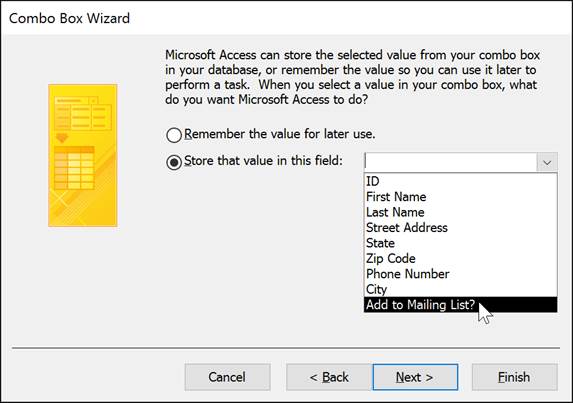 Combo Box Wizard
Microsoft Access can store the selected value from your combo box
in your database, or remember the value so you can use it later to
perform a task.  When you select a value in your combo box, what
do you want Microsoft Access to do?
Remember the value for later use.
Store that value in this field:
ID
First Name
Last Name
Street Address
State
Zip Code
Phone Number
City
Add to Mailing List?
Cancel
< Back
Next >
Finish